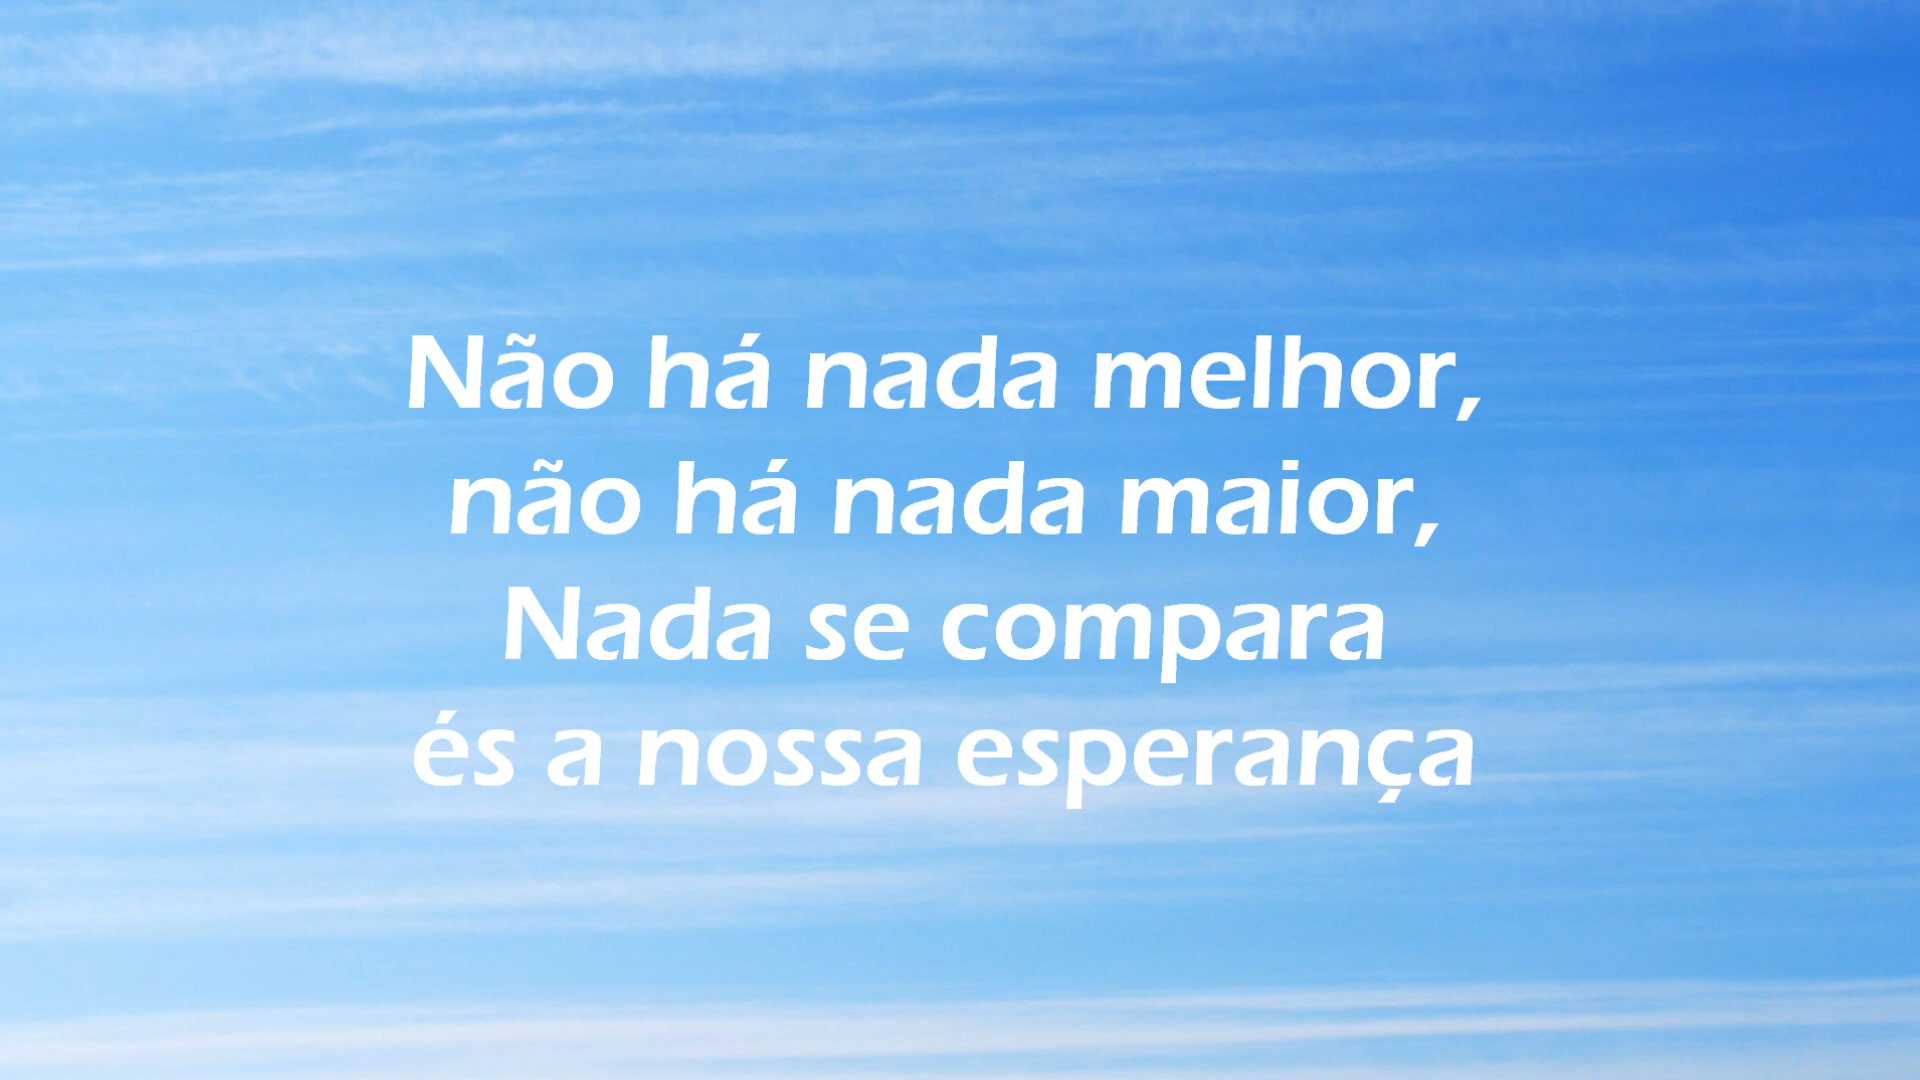 Não há nada melhor,
não há nada maior,
Nada se compara
és a nossa esperança